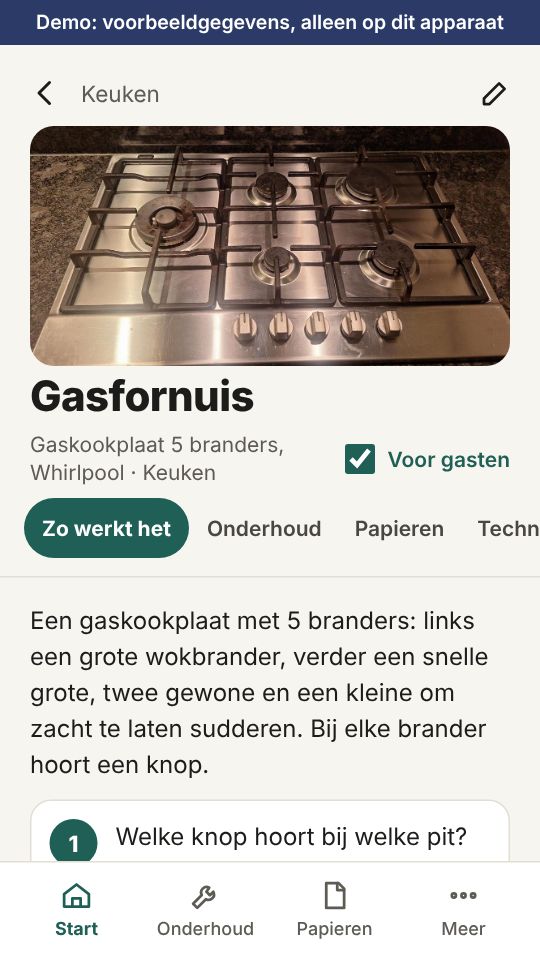 Demo: voorbeeldgegevens, alleen op dit apparaat
Keuken
Gasfornuis
Gaskookplaat 5 branders,
Whirlpool · Keuken
Voor gasten
Zo werkt het
Onderhoud
Papieren
Techn
Een gaskookplaat met 5 branders: links
een grote wokbrander, verder een snelle
grote, twee gewone en een kleine om
zacht te laten sudderen. Bij elke brander
hoort een knop.
1
Welke knop hoort bij welke pit?
Start
Onderhoud
Papieren
Meer